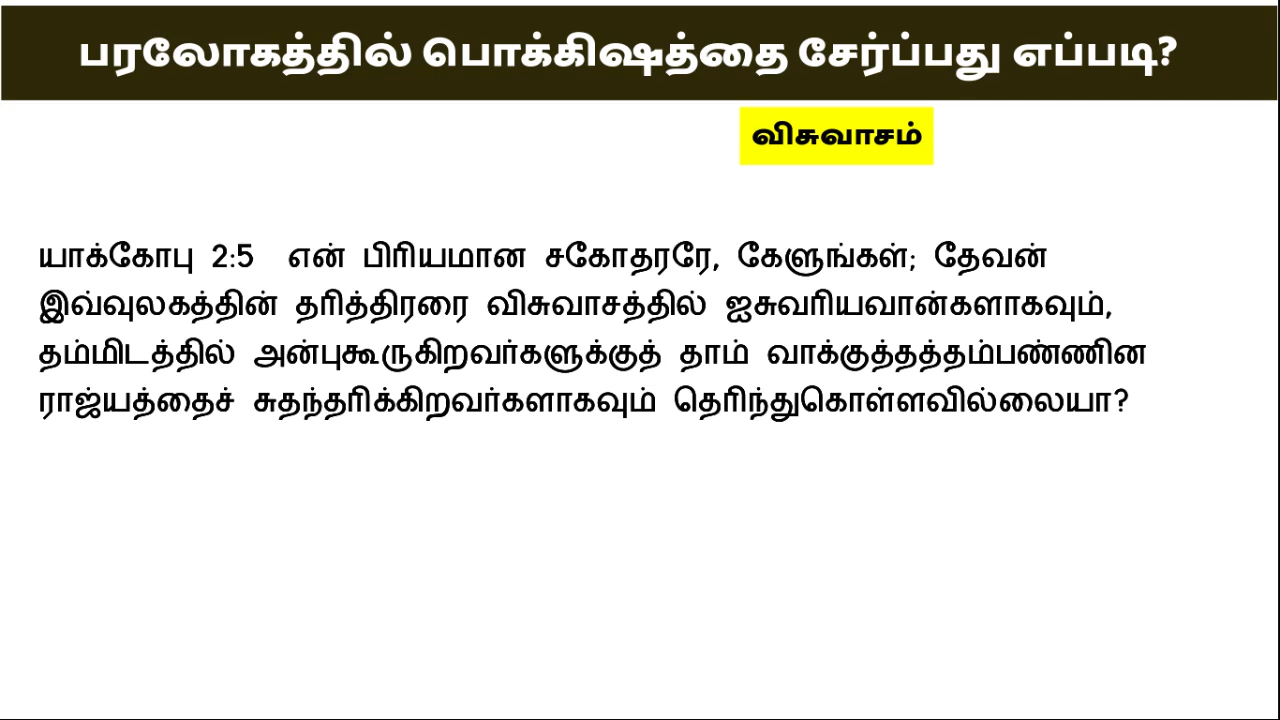 பரலோகத்தில் பொக்கிஷத்தை சேர்ப்பது எப்படி?
விசுவாசம்
யாக்கோபு 2:5 என் பிரியமான சகோதரரே, கேளுங்கள்; தேவன்
இவ்வுலகத்தின் தரித்திரரை விசுவாசத்தில் ஐசுவரியவான்களாகவும்,
தம்மிடத்தில் அன்புகூருகிறவர்களுக்குத் தாம் வாக்குத்தத்தம்பண்ணின
ராஜ்யத்தைச் சுதந்தரிக்கிறவர்களாகவும் தெரிந்துகொள்ளவில்லையா?